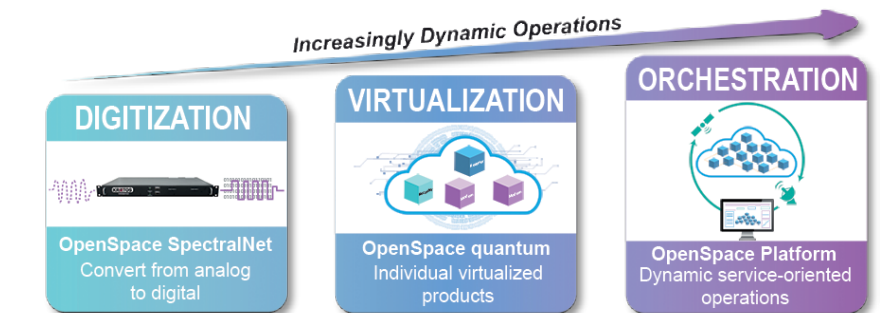 Increasingly Dynamic Operations
DIGITIZATION
OpenSpace SpectralNet
Convert from analog
to digital
VIRTUALIZATION
OpenSpace quantum
Individual virtualized
products
ORCHESTRATION
OpenSpace Platform
Dynamic service-oriented
operations